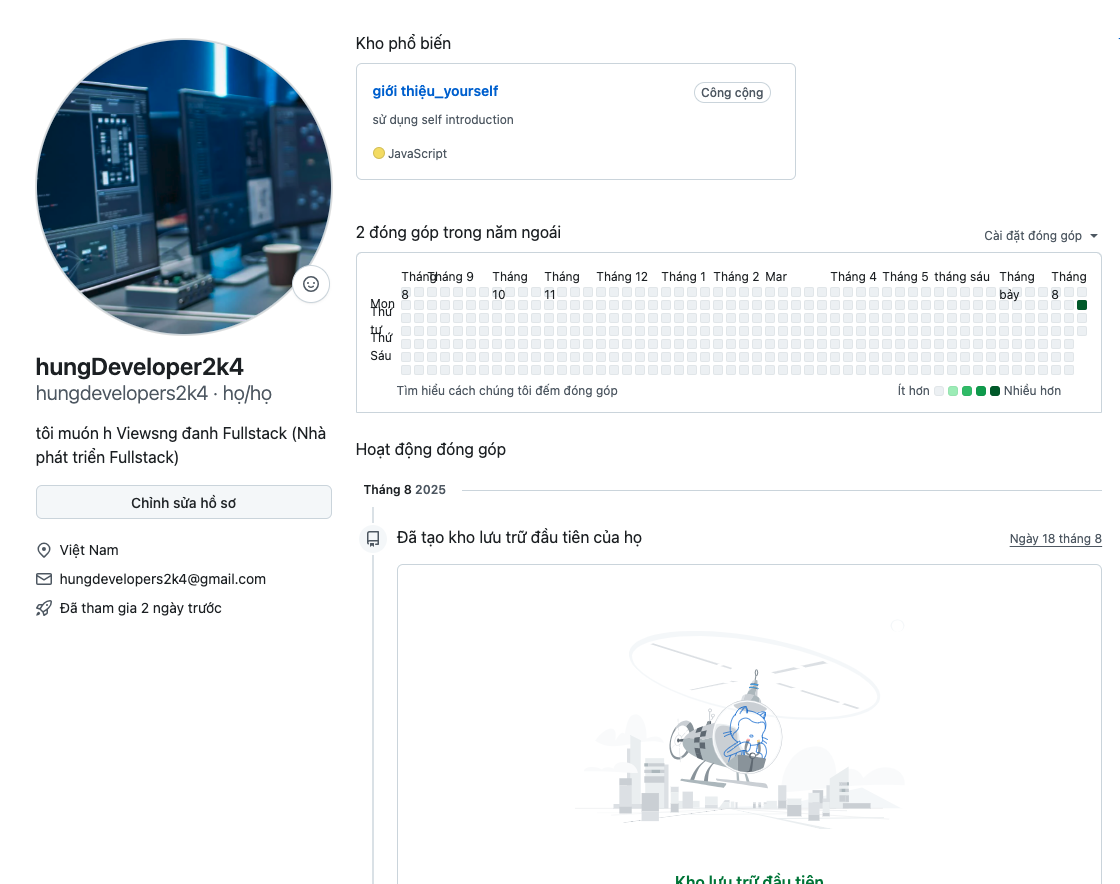 Kho phổ biến
giới thiệu_yourself
Công cộng
sử dụng self introduction
JavaScript
2 đóng góp trong năm ngoái
Cài đặt đóng góp
Tháng 8
Tháng 9
Tháng 10
Tháng 11
Tháng 12
Tháng 1
Tháng 2
Mar
Tháng 4
Tháng 5
tháng sáu
Tháng bảy
Tháng 8
Mon
Thứ tư
Thứ Sáu
Tìm hiểu cách chúng tôi đếm đóng góp
Ít hơn
Nhiều hơn
hungDeveloper2k4
hungdevelopers2k4 · họ/họ
tôi muón h Viewsng đanh Fullstack (Nhà
phát triển Fullstack)
Chỉnh sửa hồ sơ
Việt Nam
hungdevelopers2k4@gmail.com
Đã tham gia 2 ngày trước
Hoạt động đóng góp
Tháng 8 2025
Đã tạo kho lưu trữ đầu tiên của họ
Ngày 18 tháng 8
Kho lưu trữ đầu tiên